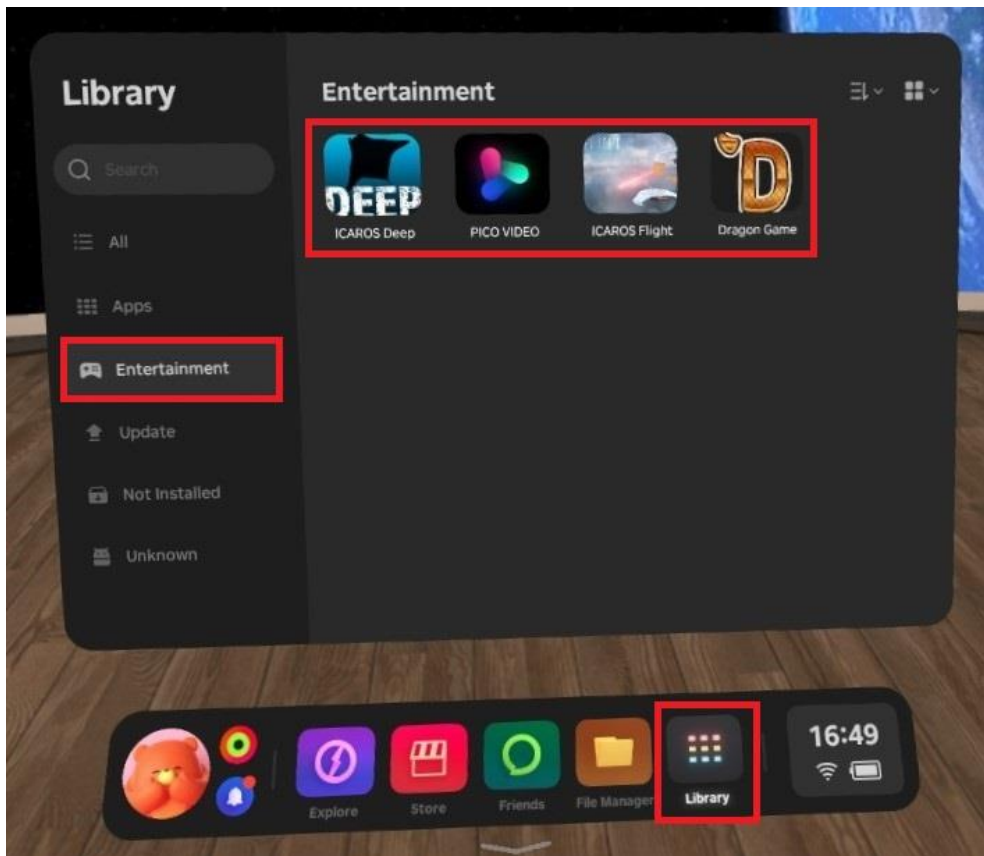 Library
Search
All
Apps
Entertainment
Update
Not Installed
Unknown
Entertainment
DEEP
D
ICAROS Deep
PICO VIDEO
ICAROS Flight
Dragon Game
16:49
Explore
Store
Friends
File Manager
Library